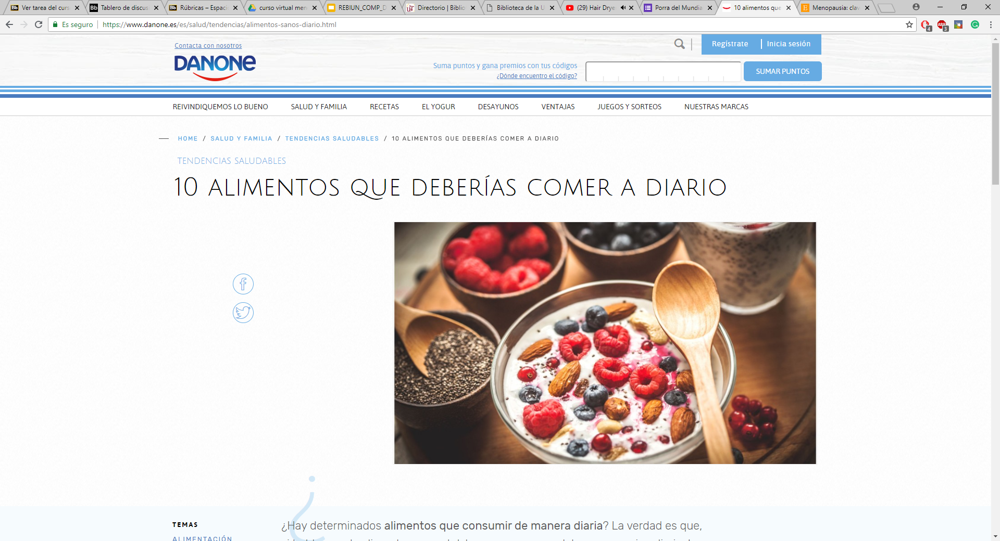 Ver tarea del curs
Tablero de discus
Rúbricas – Espaci
curso virtual men
REBIUN_COMP_D
Directorio | Biblio
Biblioteca de la U
(29) Hair Drye
Porra del Mundia
10 alimentos que
Menopausia: clav
Es seguro
https://www.danone.es/es/salud/tendencias/alimentos-sanos-diario.html
4
ABP
3
Contacta con nosotros
DANONE
Regístrate
Inicia sesión
Suma puntos y gana premios con tus códigos
¿Dónde encuentro el código?
SUMAR PUNTOS
REIVINDIQUEMOS LO BUENO
SALUD Y FAMILIA
RECETAS
EL YOGUR
DESAYUNOS
VENTAJAS
JUEGOS Y SORTEOS
NUESTRAS MARCAS
HOME / SALUD Y FAMILIA / TENDENCIAS SALUDABLES / 10 ALIMENTOS QUE DEBERÍAS COMER A DIARIO
TENDENCIAS SALUDABLES
10 ALIMENTOS QUE DEBERÍAS COMER A DIARIO
TEMAS
ALIMENTACIÓN
¿Hay determinados alimentos que consumir de manera diaria? La verdad es que,